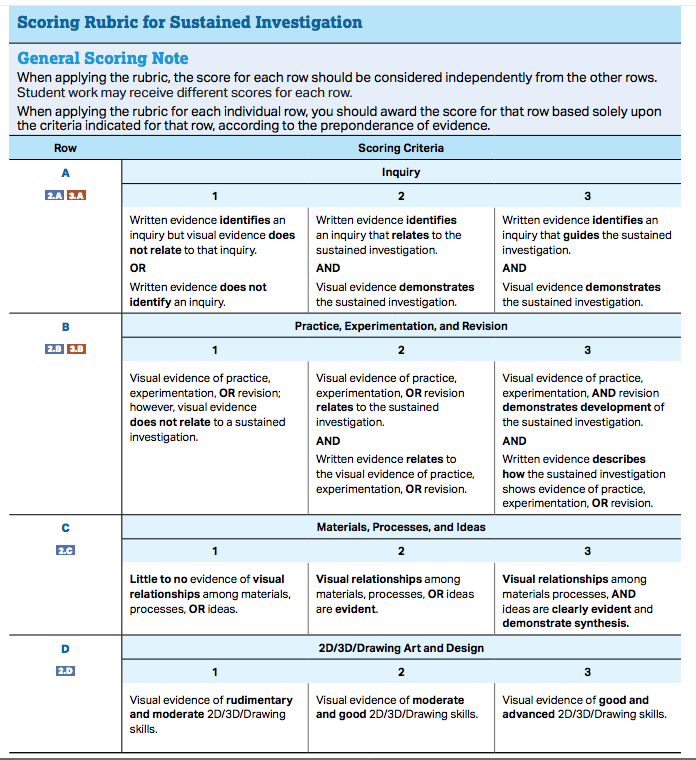 Scoring Rubric for Sustained Investigation
General Scoring Note
When applying the rubric, the score for each row should be considered independently from the other rows.
Student work may receive different scores for each row.
When applying the rubric for each individual row, you should award the score for that row based solely upon
the criteria indicated for that row, according to the preponderance of evidence.
Row
Scoring Criteria
A
2.A 3.A
Inquiry
1
2
3
Written evidence identifies an
inquiry but visual evidence does
not relate to that inquiry.
OR
Written evidence does not
identify an inquiry.
Written evidence identifies
an inquiry that relates to the
sustained investigation.
AND
Visual evidence demonstrates
the sustained investigation.
Written evidence identifies an
inquiry that guides the sustained
investigation.
AND
Visual evidence demonstrates
the sustained investigation.
B
2.B 3.B
Practice, Experimentation, and Revision
1
2
3
Visual evidence of practice,
experimentation, OR revision;
however, visual evidence
does not relate to a sustained
investigation.
Visual evidence of practice,
experimentation, OR revision
relates to the sustained
investigation.
AND
Written evidence relates to
the visual evidence of practice,
experimentation, OR revision.
Visual evidence of practice,
experimentation, AND revision
demonstrates development of
the sustained investigation.
AND
Written evidence describes
how the sustained investigation
shows evidence of practice,
experimentation, OR revision.
C
2.C
Materials, Processes, and Ideas
1
2
3
Little to no evidence of visual
relationships among materials,
processes, OR ideas.
Visual relationships among
materials, processes, OR ideas
are evident.
Visual relationships among
materials processes, AND
ideas are clearly evident and
demonstrate synthesis.
D
2.D
2D/3D/Drawing Art and Design
1
2
3
Visual evidence of rudimentary
and moderate 2D/3D/Drawing
skills.
Visual evidence of moderate
and good 2D/3D/Drawing skills.
Visual evidence of good and
advanced 2D/3D/Drawing skills.